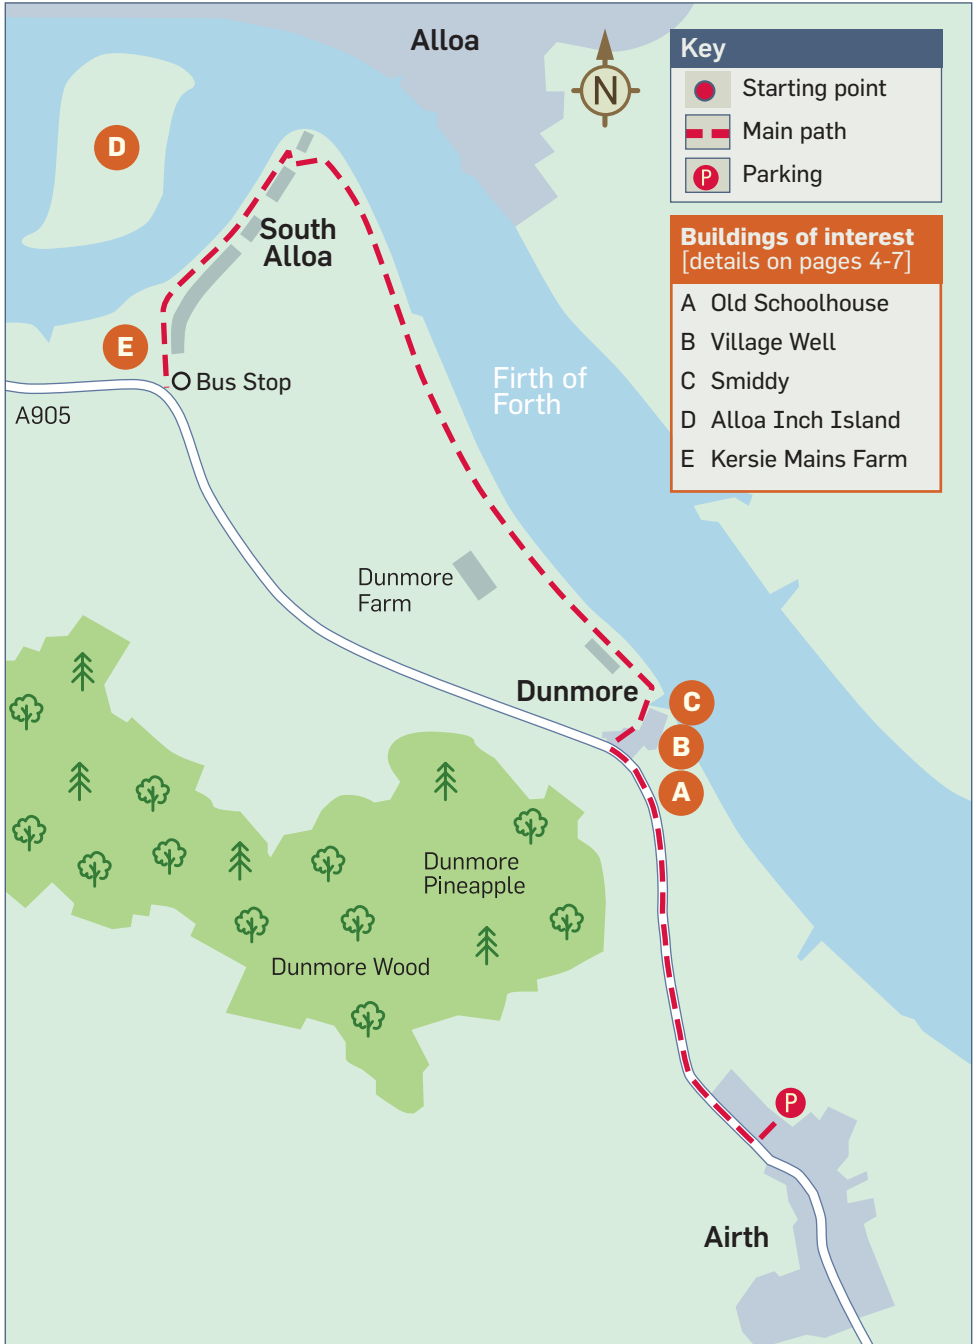 Alloa
N
Key
Starting point
Main path
P Parking
Buildings of interest
[details on pages 4-7]
A Old Schoolhouse
B Village Well
C Smiddy
D Alloa Inch Island
E Kersie Mains Farm
D
South
Alloa
E
Bus Stop
A905
Firth of
Forth
Dunmore
Farm
Dunmore
C
B
A
Dunmore
Pineapple
Dunmore Wood
P
Airth